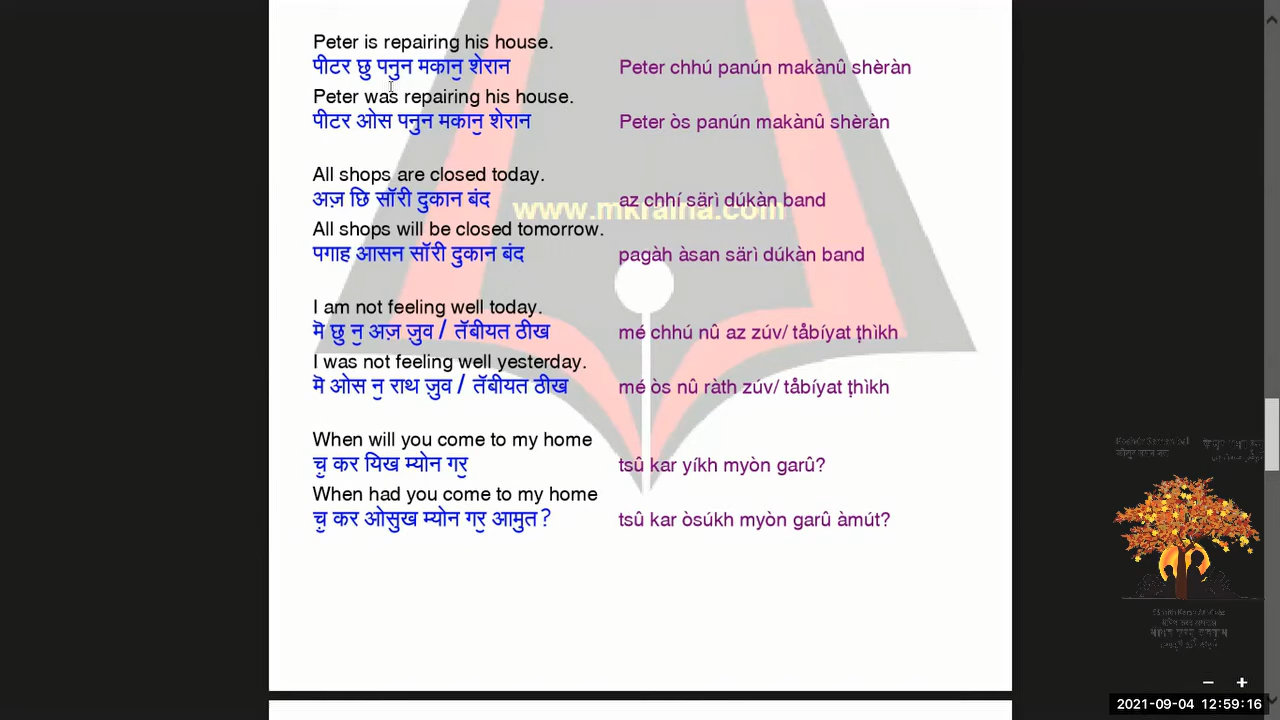 Peter is repairing his house.
पीटर छु पनुन मकान॒ शेरान Peter chhú panún makànû shèràn
Peter was repairing his house.
पीटर ओस पनुन मकान॒ शेरान Peter òs panún makànû shèràn
All shops are closed today.
अज़ छि सॉरी दुकान बंद az chhí särì dúkàn band
www.mkraina.com
All shops will be closed tomorrow.
पगाह आसन सॉरी दुकान बंद pagàh àsan särì dúkàn band
I am not feeling well today.
मॆ छु न॒ अज़ ज़ुव / तॅबीयत ठीख mé chhú nû az zúv/ tåbíyat ṭhìkh
I was not feeling well yesterday.
मॆ ओस न॒ राथ ज़ुव / तॅबीयत ठीख mé òs nû ràth zúv/ tåbíyat ṭhìkh
When will you come to my home
च़॒ कर यिख म्योन गर॒ tsû kar yíkh myòn garû?
When had you come to my home
च़॒ कर ओसुख म्योन गर॒ आमुत? tsû kar òsúkh myòn garû àmút?
2021-09-04 12:59:16